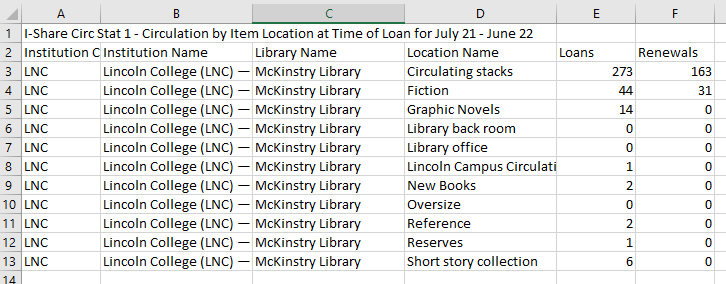 A B C D E F
1 I-Share Circ Stat 1 - Circulation by Item Location at Time of Loan for July 21 - June 22
2 Institution C Institution Name Library Name Location Name Loans Renewals
3 LNC Lincoln College (LNC) — McKinstry Library Circulating stacks 273 163
4 LNC Lincoln College (LNC) — McKinstry Library Fiction 44 31
5 LNC Lincoln College (LNC) — McKinstry Library Graphic Novels 14 0
6 LNC Lincoln College (LNC) — McKinstry Library Library back room 0 0
7 LNC Lincoln College (LNC) — McKinstry Library Library office 0 0
8 LNC Lincoln College (LNC) — McKinstry Library Lincoln Campus Circulati 1 0
9 LNC Lincoln College (LNC) — McKinstry Library New Books 2 0
10 LNC Lincoln College (LNC) — McKinstry Library Oversize 0 0
11 LNC Lincoln College (LNC) — McKinstry Library Reference 2 0
12 LNC Lincoln College (LNC) — McKinstry Library Reserves 1 0
13 LNC Lincoln College (LNC) — McKinstry Library Short story collection 6 0
14